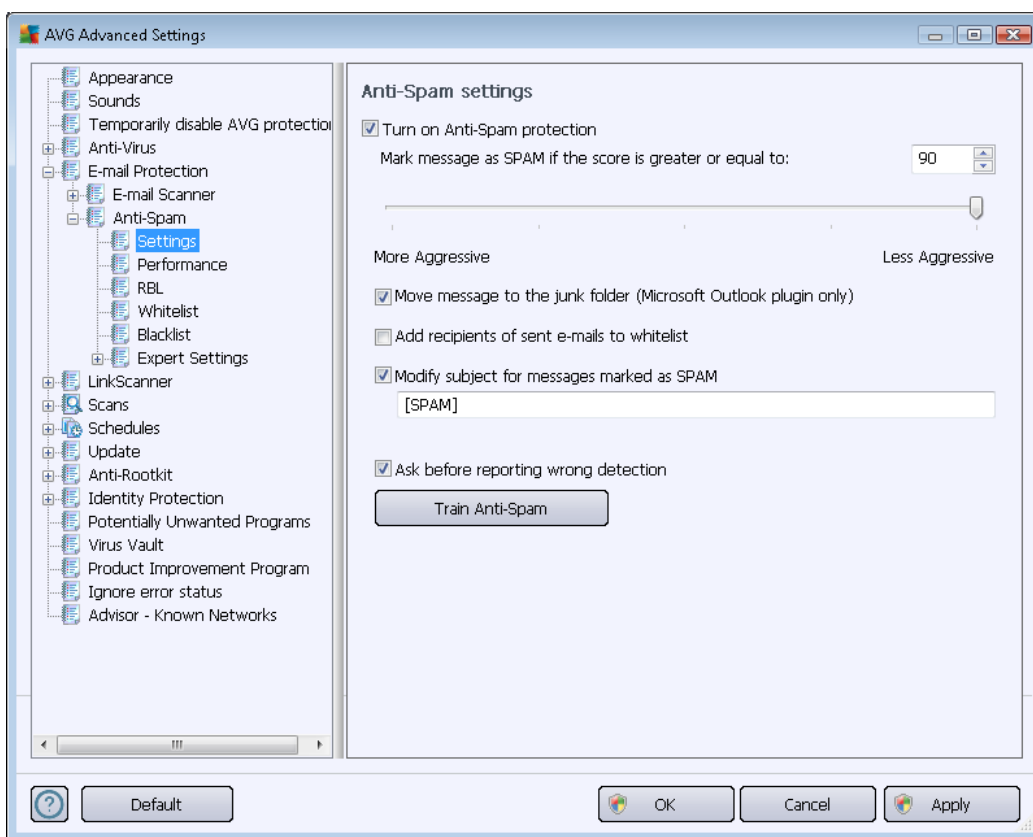 AVG Advanced Settings
Appearance
Sounds
Temporarily disable AVG protection
Anti-Virus
E-mail Protection
E-mail Scanner
Anti-Spam
Settings
Performance
RBL
Whitelist
Blacklist
Expert Settings
LinkScanner
Scans
Schedules
Update
Anti-Rootkit
Identity Protection
Potentially Unwanted Programs
Virus Vault
Product Improvement Program
Ignore error status
Advisor - Known Networks
Anti-Spam settings
Turn on Anti-Spam protection
Mark message as SPAM if the score is greater or equal to: 90
More Aggressive Less Aggressive
Move message to the junk folder (Microsoft Outlook plugin only)
Add recipients of sent e-mails to whitelist
Modify subject for messages marked as SPAM
[SPAM]
Ask before reporting wrong detection
Train Anti-Spam
? Default OK Cancel Apply